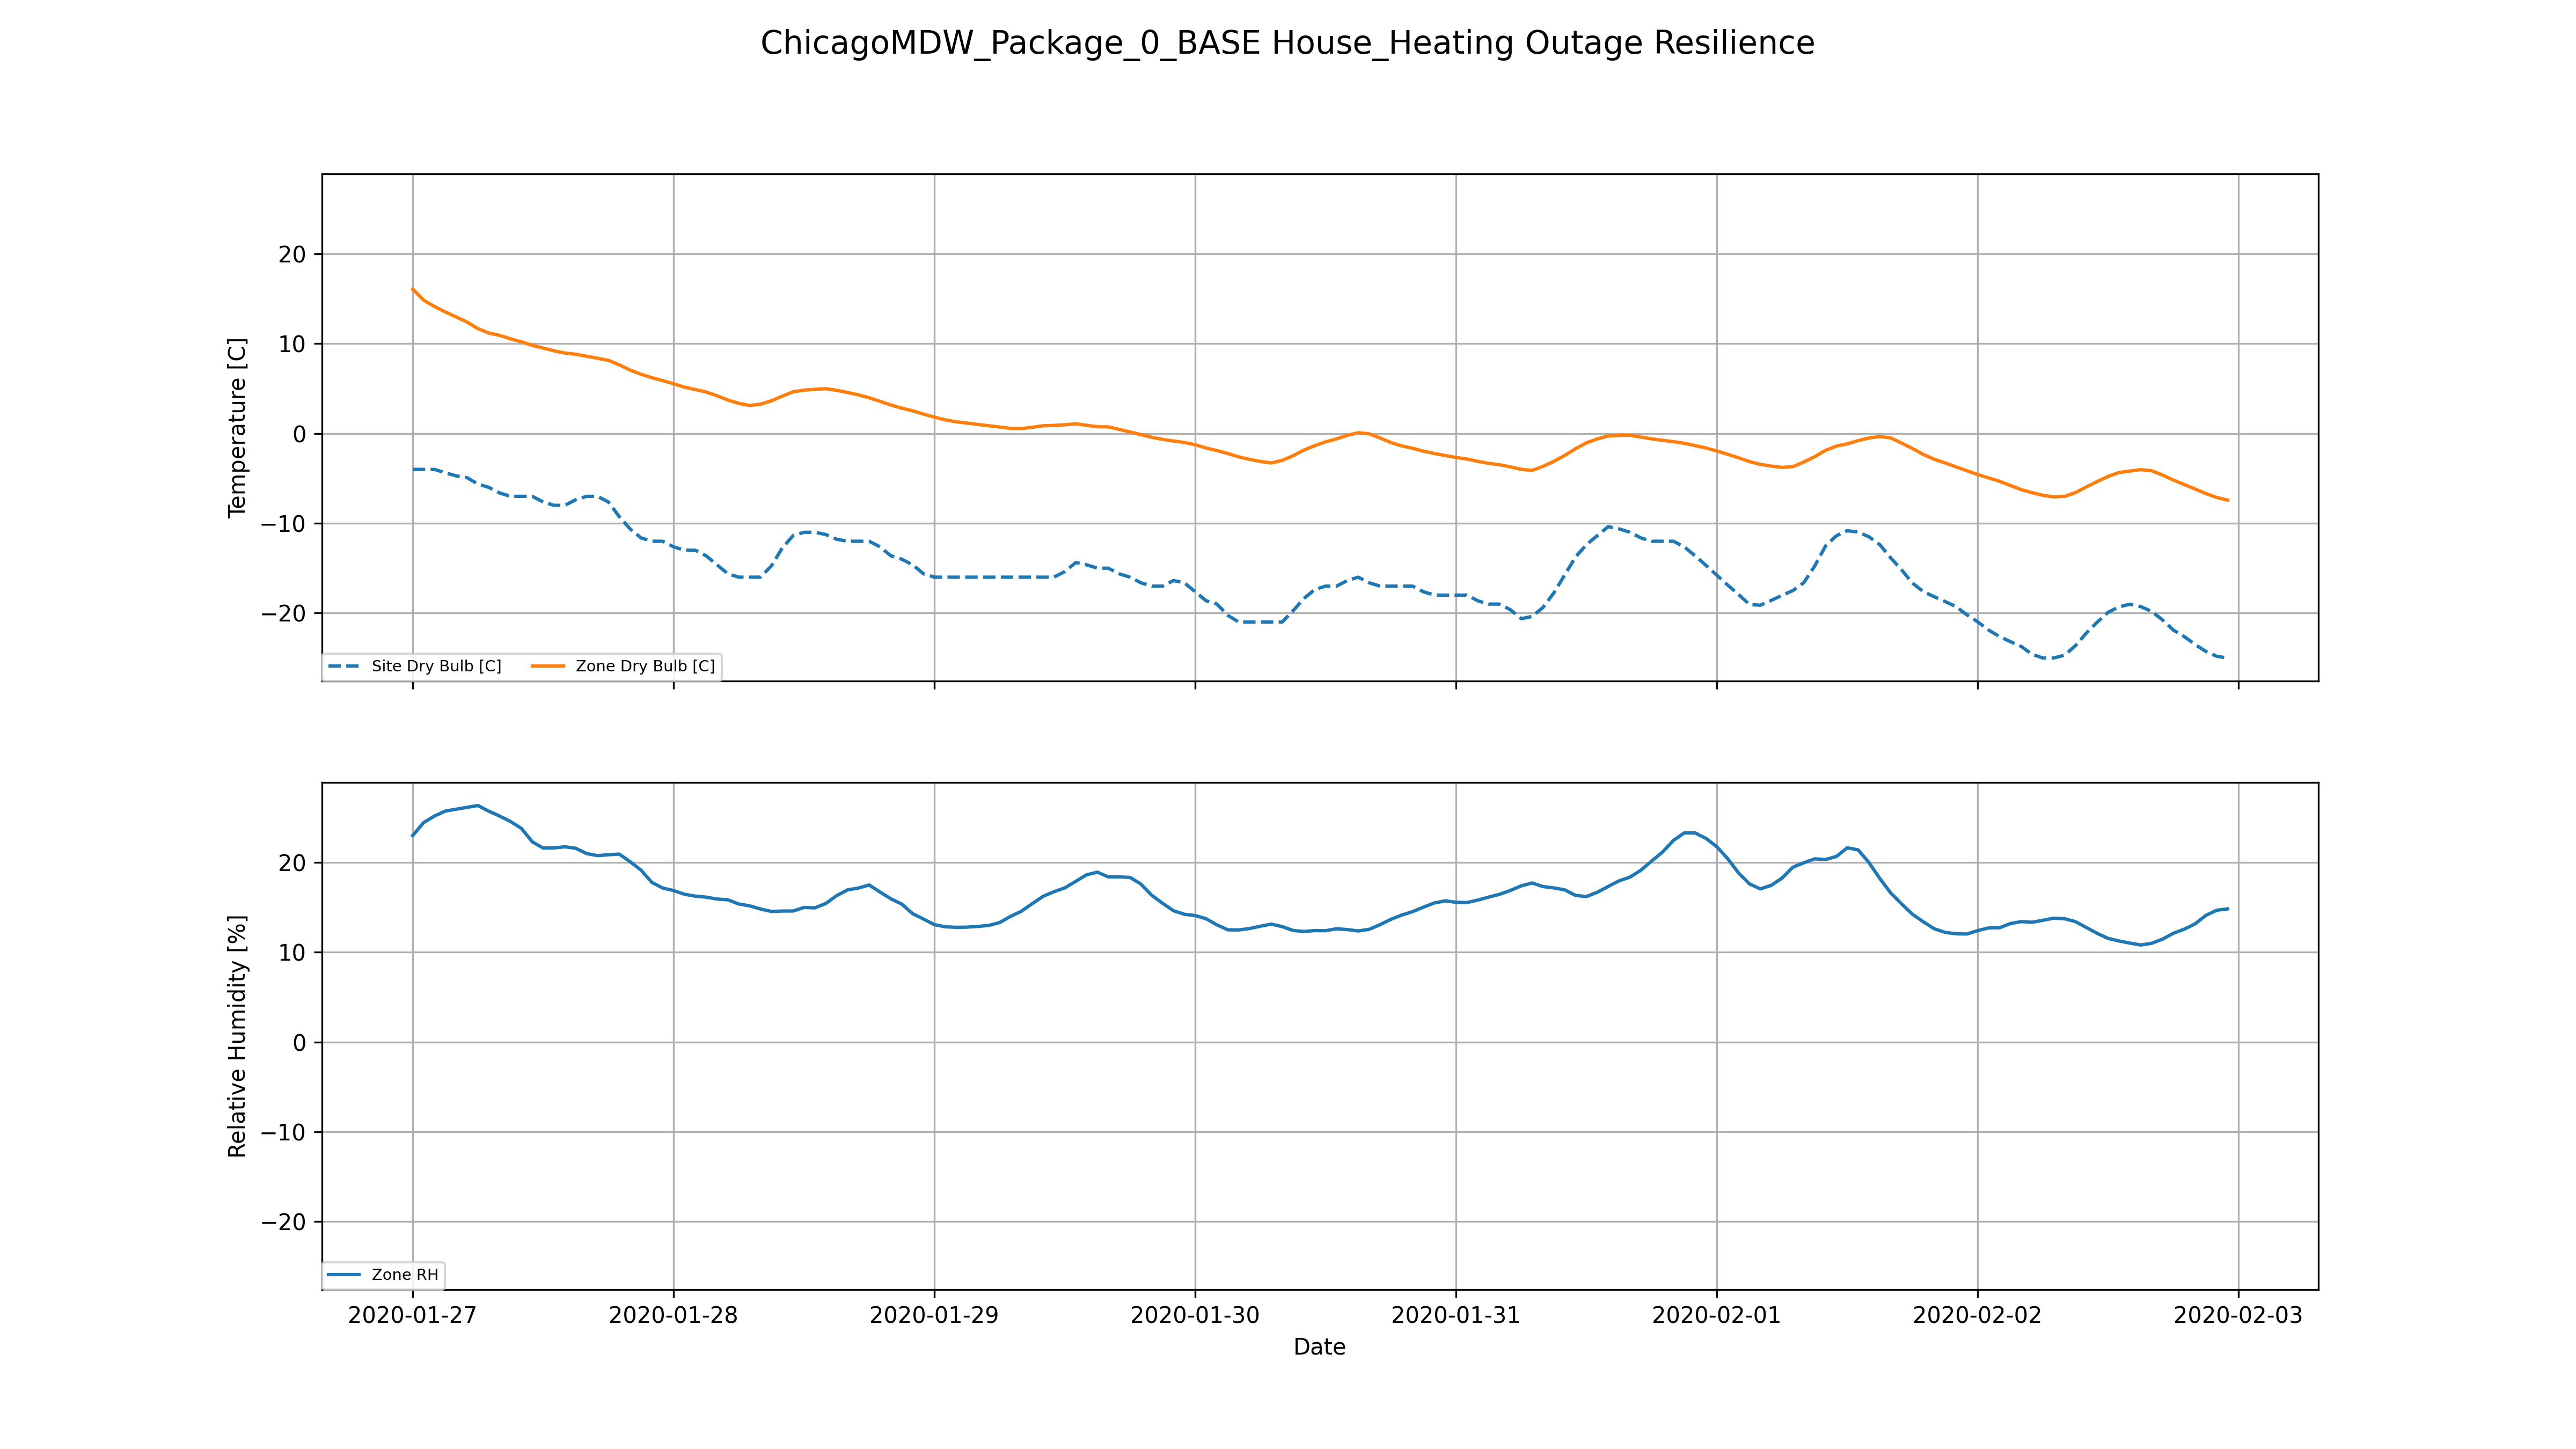 ChicagoMDW_Package_0_BASE House_Heating Outage Resilience
Temperature [C]
20
10
0
−10
−20
Site Dry Bulb [C] Zone Dry Bulb [C]
Relative Humidity [%]
20
10
0
−10
−20
Zone RH
2020-01-27 2020-01-28 2020-01-29 2020-01-30 2020-01-31 2020-02-01 2020-02-02 2020-02-03
Date